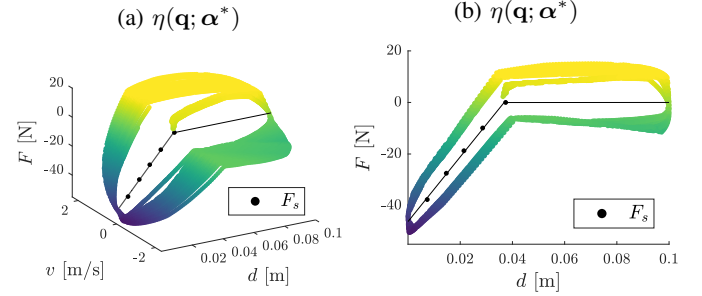 (a) η(q; α*)
20
0
-20
-40
F [N]
2
0
-2
v [m/s]
0.02
0.04
0.06
0.08
0.1
d [m]
F_s
(b) η(q; α*)
20
0
-20
-40
F [N]
0.02
0.04
0.06
0.08
0.1
d [m]
F_s